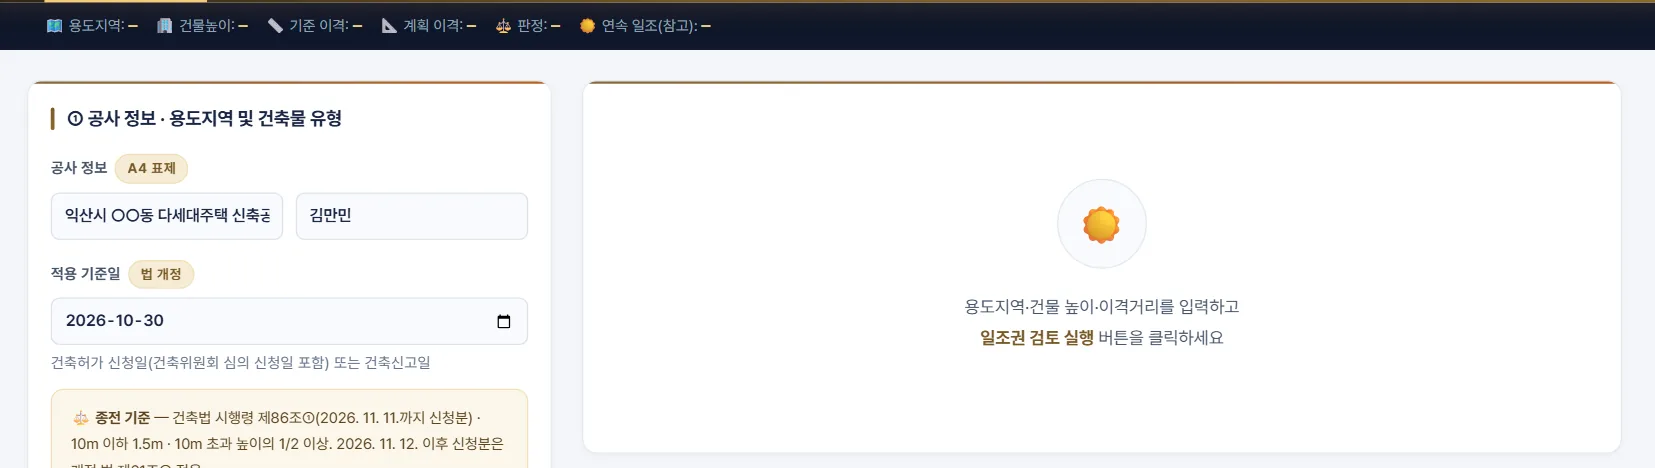 용도지역: – 건물높이: – 기준 이격: – 계획 이격: – 판정: – 연속 일조(참고): –
① 공사 정보 · 용도지역 및 건축물 유형
공사 정보 A4 표제
익산시 ○○동 다세대주택 신축공
김만민
적용 기준일 법 개정
2026-10-30
건축허가 신청일(건축위원회 심의 신청일 포함) 또는 건축신고일
종전 기준 — 건축법 시행령 제86조①(2026. 11. 11.까지 신청분) ·
10m 이하 1.5m · 10m 초과 높이의 1/2 이상. 2026. 11. 12. 이후 신청분은
용도지역·건물 높이·이격거리를 입력하고
일조권 검토 실행 버튼을 클릭하세요